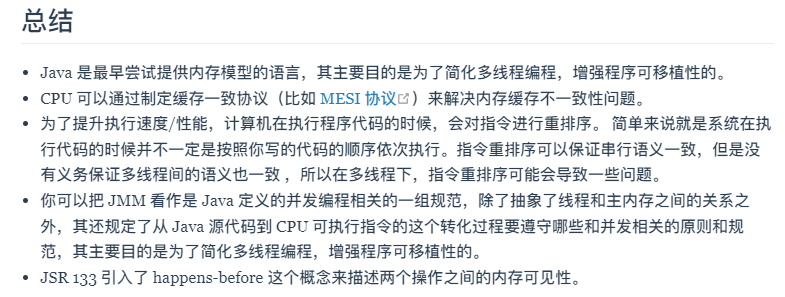 总结
• Java 是最早尝试提供内存模型的语言，其主要目的是为了简化多线程编程，增强程序可移植性的。
• CPU 可以通过制定缓存一致协议（比如 MESI 协议）来解决内存缓存不一致性问题。
• 为了提升执行速度/性能，计算机在执行程序代码的时候，会对指令进行重排序。 简单来说就是系统在执
行代码的时候并不一定是按照你写的代码的顺序依次执行。指令重排序可以保证串行语义一致，但是没
有义务保证多线程间的语义也一致 ，所以在多线程下，指令重排序可能会导致一些问题。
• 你可以把 JMM 看作是 Java 定义的并发编程相关的一组规范，除了抽象了线程和主内存之间的关系之
外，其还规定了从 Java 源代码到 CPU 可执行指令的这个转化过程要遵守哪些和并发相关的原则和规
范，其主要目的是为了简化多线程编程，增强程序可移植性的。
• JSR 133 引入了 happens-before 这个概念来描述两个操作之间的内存可见性。